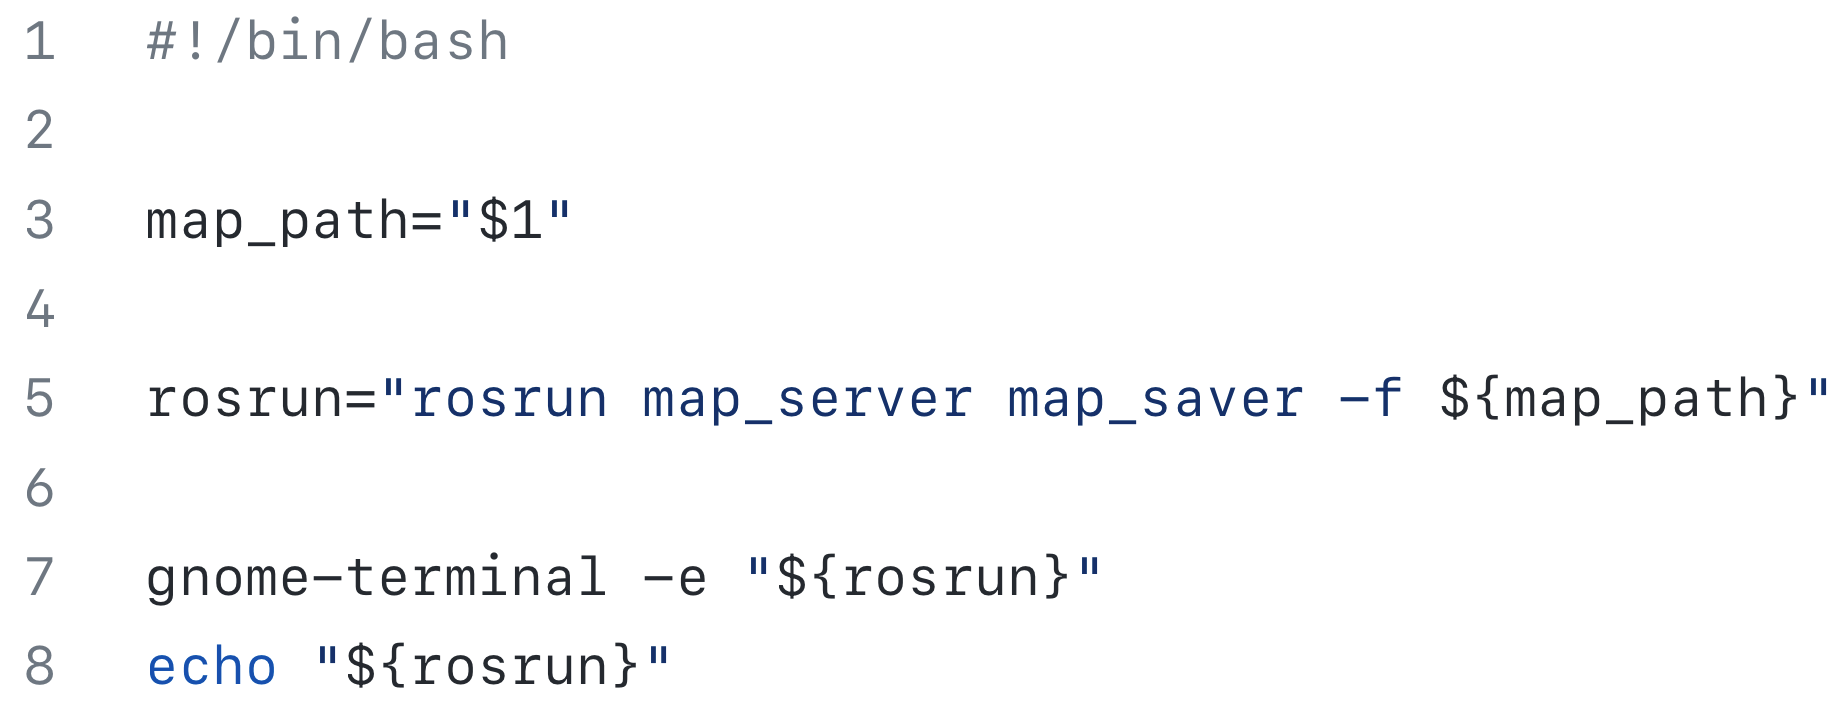 1 #!/bin/bash
2
3 map_path="$1"
4
5 rosrun="rosrun map_server map_saver -f ${map_path}"
6
7 gnome-terminal -e "${rosrun}"
8 echo "${rosrun}"